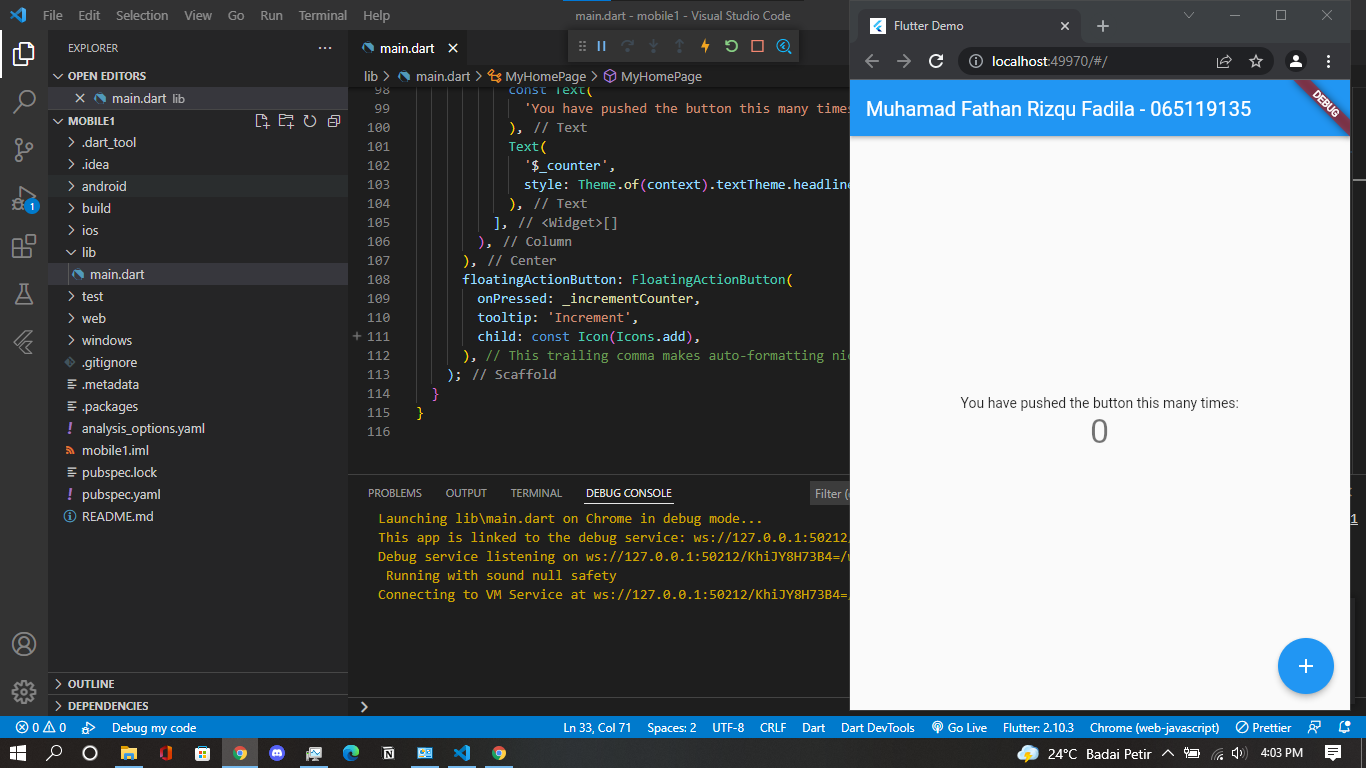 File Edit Selection View Go Run Terminal Help
main.dart - mobile1 - Visual Studio Code
EXPLORER
OPEN EDITORS
main.dart lib
MOBILE1
.dart_tool
.idea
android
build
ios
lib
main.dart
test
web
windows
.gitignore
.metadata
.packages
analysis_options.yaml
mobile1.iml
pubspec.lock
pubspec.yaml
README.md
OUTLINE
DEPENDENCIES
1
main.dart
lib > main.dart > MyHomePage > MyHomePage
98 const Text(
99 'You have pushed the button this many times
100 ), // Text
101 Text(
102 '$_counter',
103 style: Theme.of(context).textTheme.headline
104 ), // Text
105 ], // <Widget>[]
106 ), // Column
107 ), // Center
108 floatingActionButton: FloatingActionButton(
109 onPressed: _incrementCounter,
110 tooltip: 'Increment',
111 child: const Icon(Icons.add),
112 ), // This trailing comma makes auto-formatting
113 ); // Scaffold
114 }
115 }
116
PROBLEMS OUTPUT TERMINAL DEBUG CONSOLE
Filter
Launching lib\main.dart on Chrome in debug mode...
This app is linked to the debug service: ws://127.0.0.1:50212/
Debug service listening on ws://127.0.0.1:50212/KhiJY8H73B4=/
Running with sound null safety
Connecting to VM Service at ws://127.0.0.1:50212/KhiJY8H73B4=/
Flutter Demo
localhost:49970/#/
Muhamad Fathan Rizqu Fadila - 065119135
DEBUG
You have pushed the button this many times:
0
1
0 0 Debug my code Ln 33, Col 71 Spaces: 2 UTF-8 CRLF Dart Dart DevTools Go Live Flutter: 2.10.3 Chrome (web-javascript) Prettier
24°C Badai Petir 4:03 PM